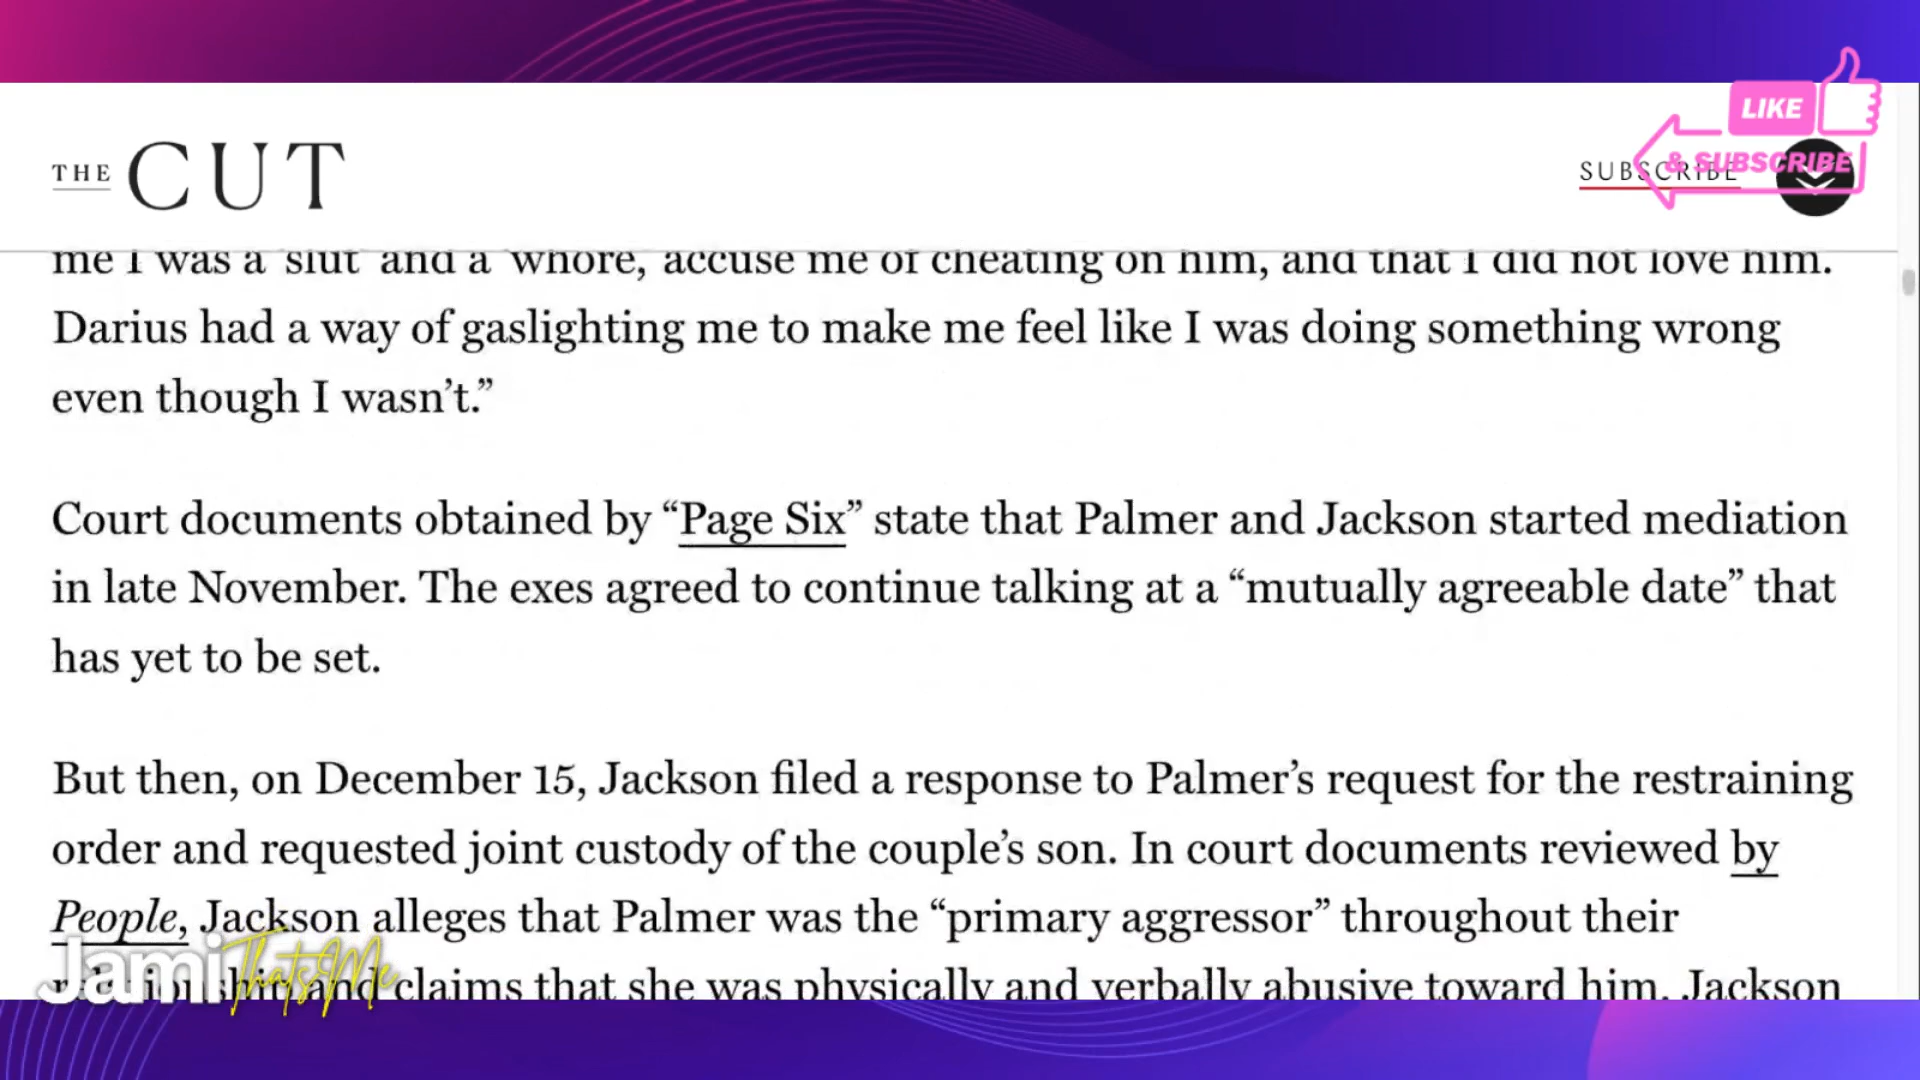 LIKE
THE CUT
SUBSCRIBE
& SUBSCRIBE
me I was a 'slut' and a 'whore,' accuse me of cheating on him, and that I did not love him.
Darius had a way of gaslighting me to make me feel like I was doing something wrong
even though I wasn’t.”
Court documents obtained by “Page Six” state that Palmer and Jackson started mediation
in late November. The exes agreed to continue talking at a “mutually agreeable date” that
has yet to be set.
But then, on December 15, Jackson filed a response to Palmer’s request for the restraining
order and requested joint custody of the couple’s son. In court documents reviewed by
People, Jackson alleges that Palmer was the “primary aggressor” throughout their
and claims that she was physically and verbally abusive toward him. Jackson
Jami ThatsMe